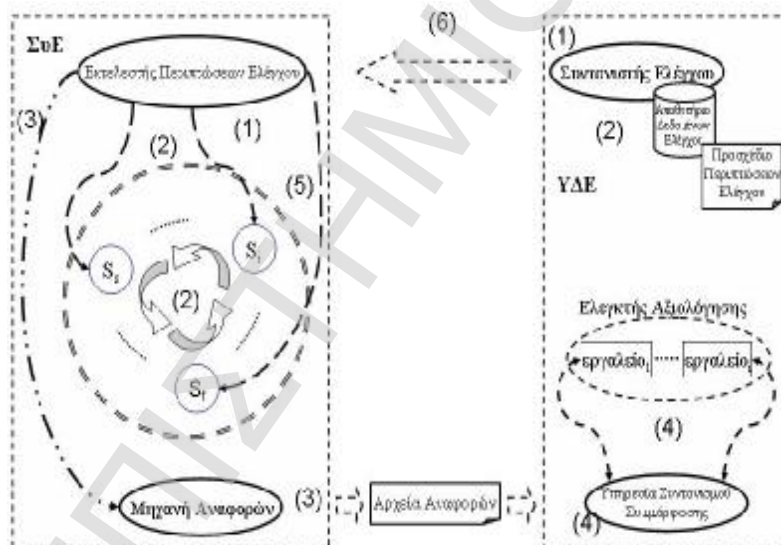 (6)
ΣυΕ
Εκτελεστής Περιπτώσεων Ελέγχου
(3)
(1)
(2)
(5)
S₁
(2)
(1)
Συντονιστής Ελέγχου
(2)
Αποθετήριο
Δεδομένων
Ελέγχου
Προσχέδιο
Περιπτώσεων
Ελέγχου
ΥΔΕ
Ελεγκτής Αξιολόγησης
εργαλείο
εργαλείο
(4)
Υπηρεσία Συντονισμού
Συμμόρφωσης
(4)
Μηχανή Αναφορών
(3)
Αρχεία Αναφορών